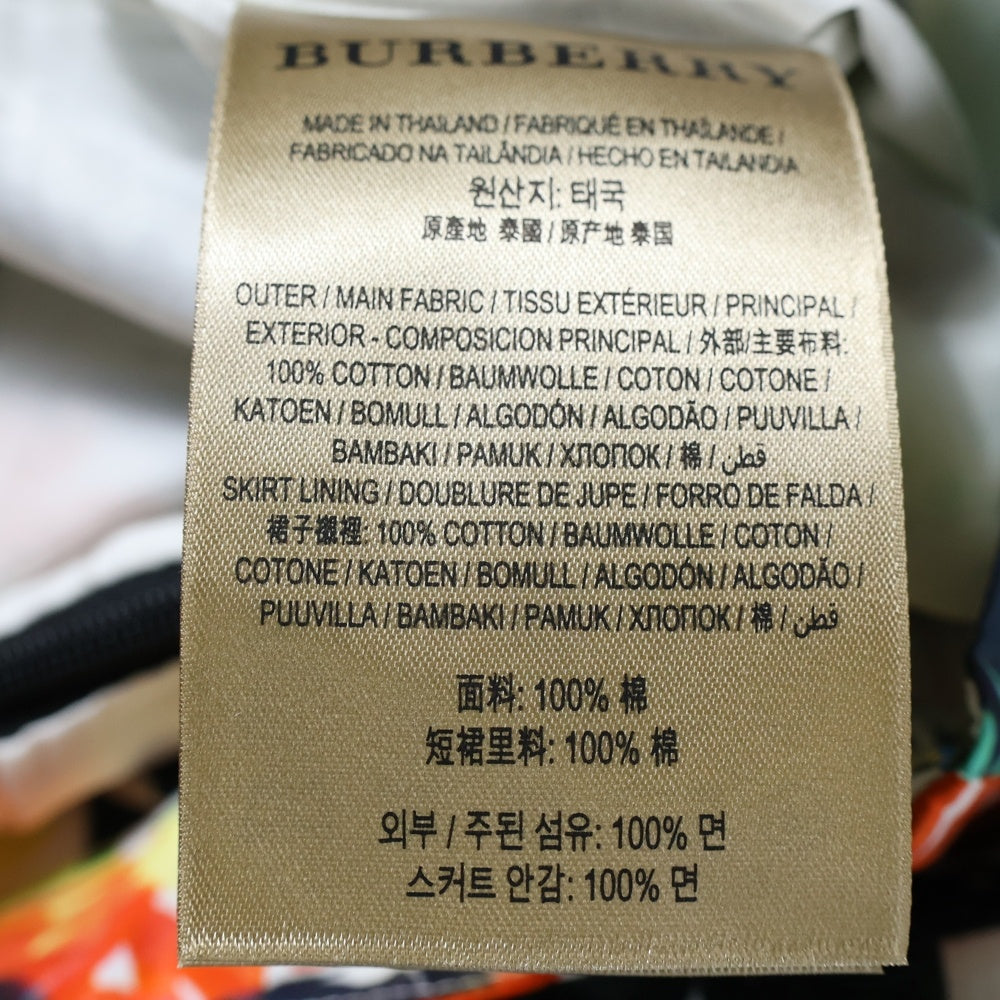 BURBERRY
MADE IN THAILAND / FABRIQUÉ EN THAÏLANDE /
FABRICADO NA TAILÂNDIA / HECHO EN TAILANDIA
원산지: 태국
原產地 泰國 / 原产地 泰国
OUTER / MAIN FABRIC / TISSU EXTÉRIEUR / PRINCIPAL /
EXTERIOR - COMPOSICION PRINCIPAL / 外部/主要布料:
100% COTTON / BAUMWOLLE / COTON / COTONE /
KATOEN / BOMULL / ALGODÓN / ALGODÃO / PUUVILLA /
BAMBAKI / PAMUK / ХЛОПОК / 棉 / قطن
SKIRT LINING / DOUBLURE DE JUPE / FORRO DE FALDA /
裙子襯裡: 100% COTTON / BAUMWOLLE / COTON /
COTONE / KATOEN / BOMULL / ALGODÓN / ALGODÃO /
PUUVILLA / BAMBAKI / PAMUK / ХЛОПОК / 棉 / قطن
面料: 100% 棉
短裙里料: 100% 棉
외부 / 주된 섬유: 100% 면
스커트 안감: 100% 면